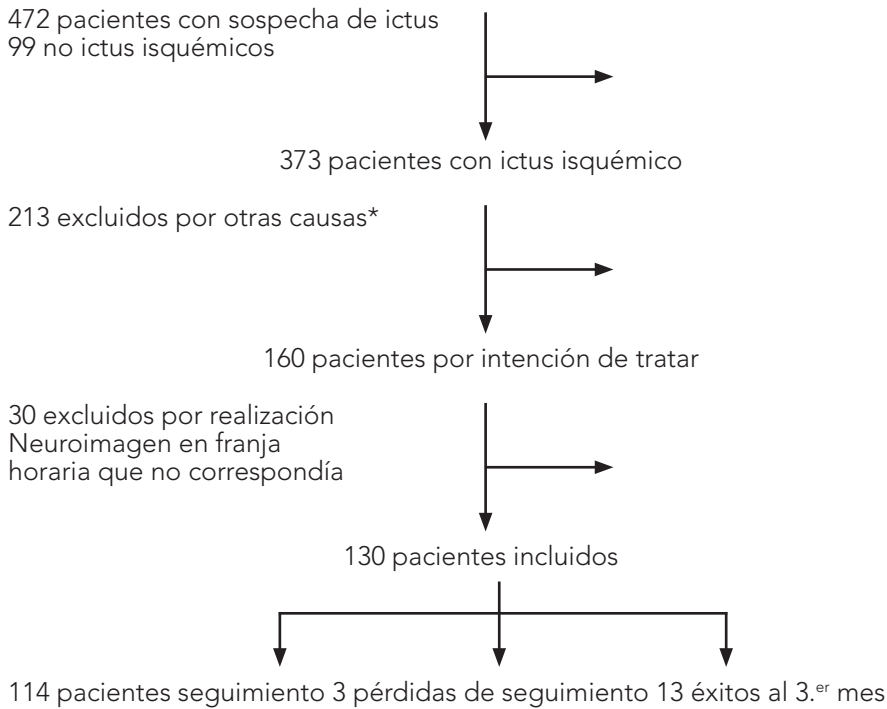 472 pacientes con sospecha de ictus
99 no ictus isquémicos
373 pacientes con ictus isquémico
213 excluidos por otras causas*
160 pacientes por intención de tratar
30 excluidos por realización
Neuroimagen en franja
horaria que no correspondía
130 pacientes incluidos
114 pacientes seguimiento 3 pérdidas de seguimiento 13 éxitos al 3.er mes